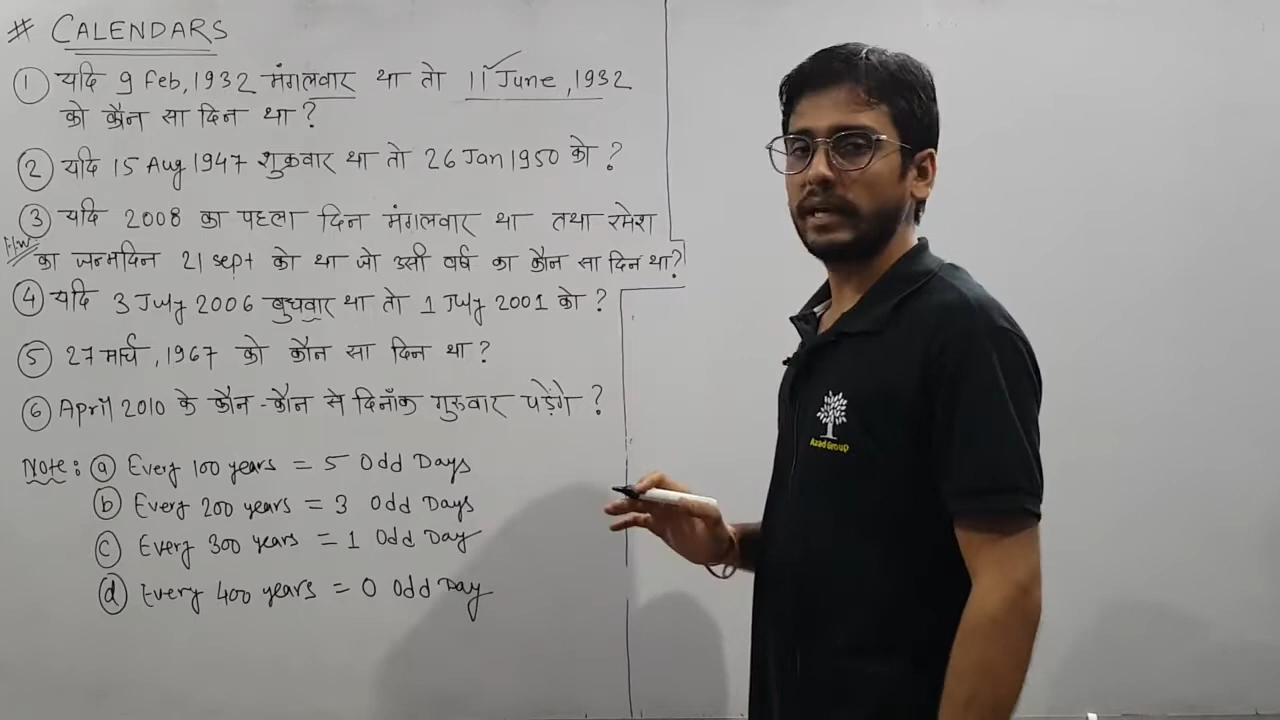 # CALENDARS
① यदि 9 Feb, 1932 मंगलवार था तो 11 June, 1932
को कौन सा दिन था?
② यदि 15 Aug 1947 शुक्रवार था तो 26 Jan 1950 को ?
③ यदि 2008 का पहला दिन मंगलवार था तथा रमेश
H/W
का जन्मदिन 21 sept को था जो उसी वर्ष का कौन सा दिन था?
④ यदि 3 July 2006 बुधवार था तो 1 July 2001 को ?
⑤ 27 मार्च, 1967 को कौन सा दिन था?
⑥ April 2010 के कौन-कौन से दिनाँक गुरुवार पड़ेंगे ?
Note: ⓐ Every 100 years = 5 Odd Days
ⓑ Every 200 years = 3 Odd Days
ⓒ Every 300 years = 1 Odd Day
ⓓ Every 400 years = 0 Odd Day
Azad Group